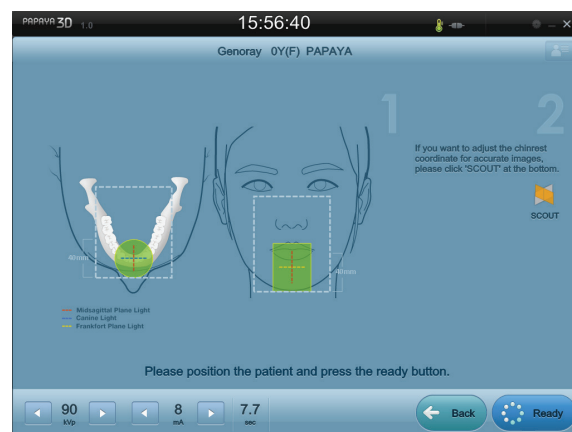 PAPAYA 3D 1.0
15:56:40
Genoray 0Y(F) PAPAYA
1
2
If you want to adjust the chinrest
coordinate for accurate images,
please click 'SCOUT' at the bottom.
SCOUT
40mm
40mm
Midsagittal Plane Light
Canine Light
Frankfort Plane Light
Please position the patient and press the ready button.
90
kVp
8
mA
7.7
sec
Back
Ready